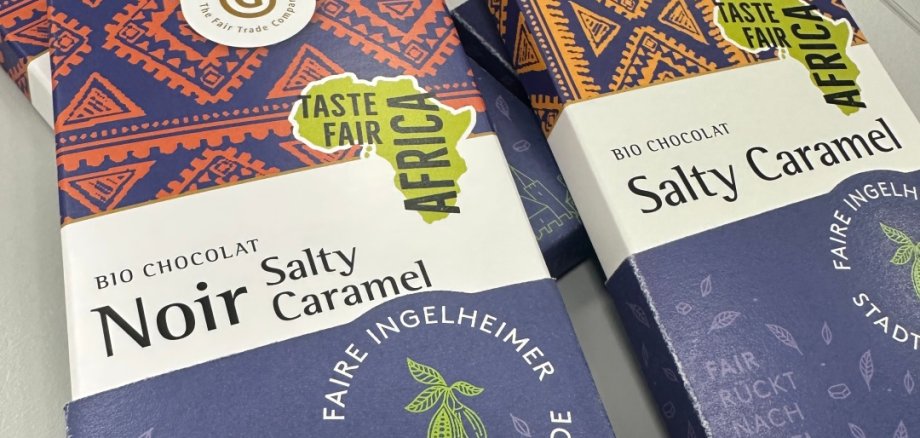 The Fair Trade Company
TASTE
FAIR
AFRICA
BIO CHOCOLAT
Noir Salty
Caramel
FAIRE INGELHEIMER
TASTE
FAIR
AFRICA
BIO CHOCOLAT
Salty Caramel
FAIRE INGELH
STADT
FAIR
RÜCKT
NACH